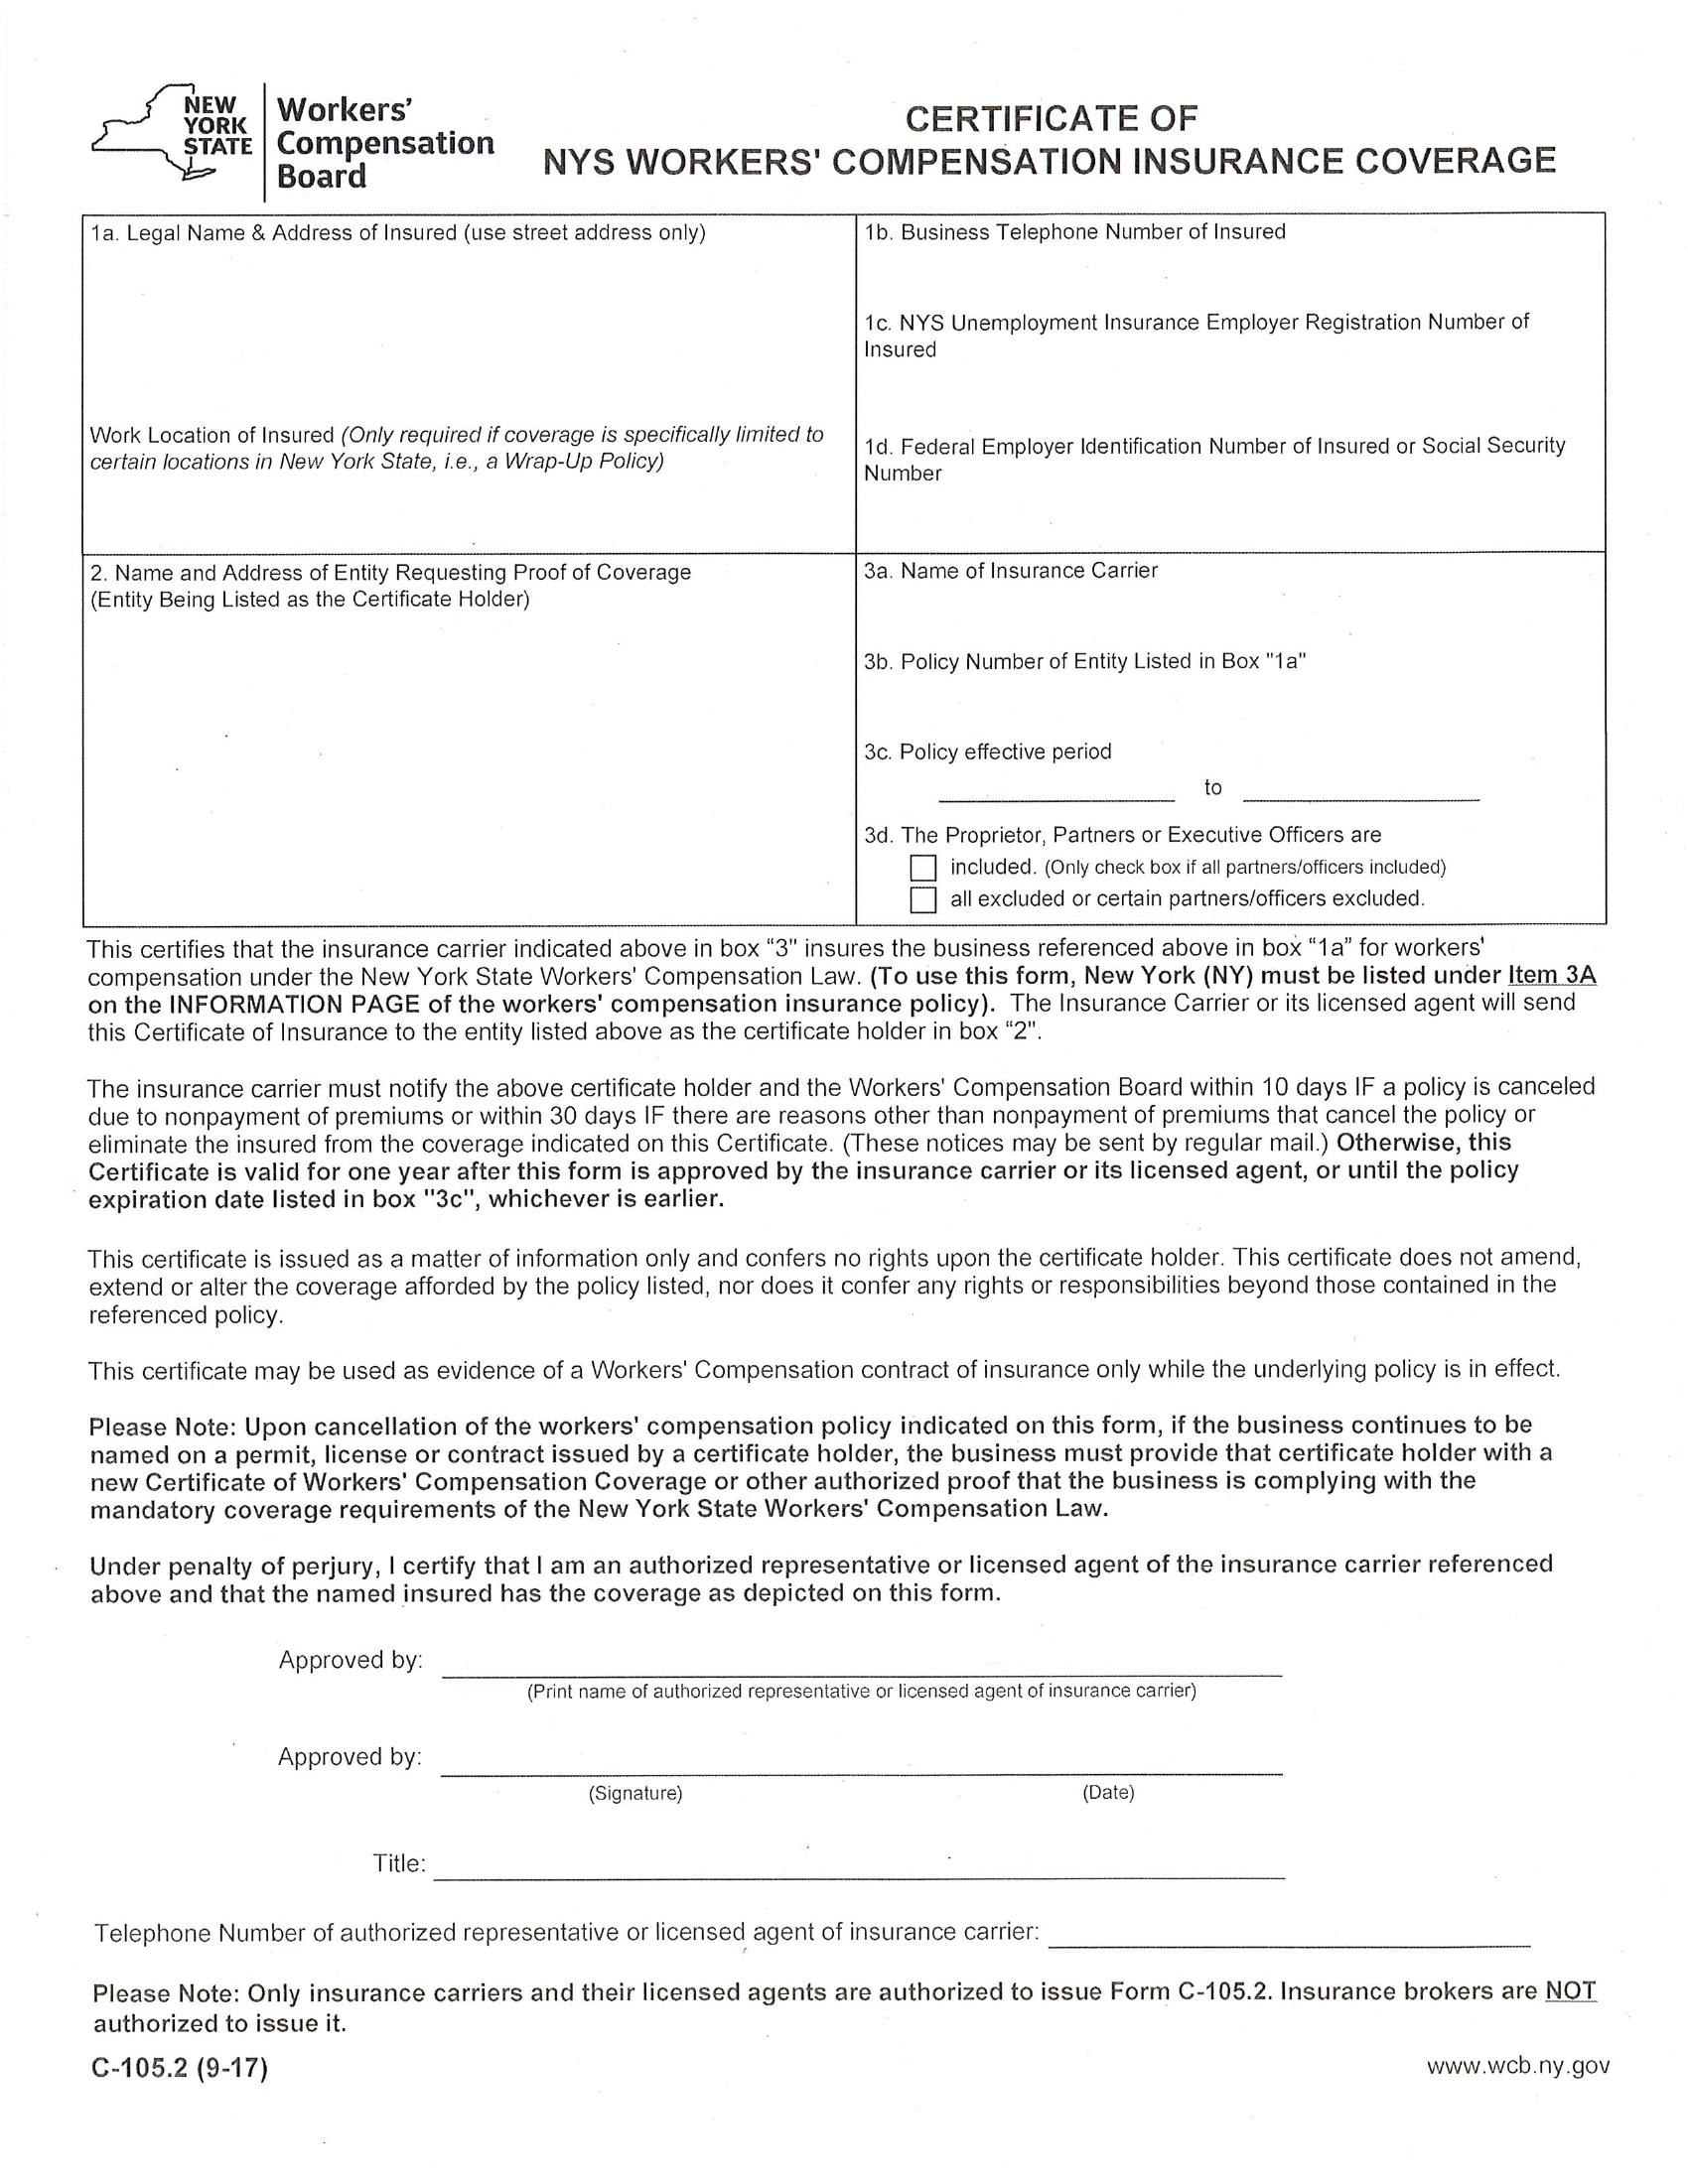 NEW
YORK
STATE
Workers’
Compensation
Board
CERTIFICATE OF
NYS WORKERS' COMPENSATION INSURANCE COVERAGE
1a. Legal Name & Address of Insured (use street address only)
Work Location of Insured (Only required if coverage is specifically limited to
certain locations in New York State, i.e., a Wrap-Up Policy)
1b. Business Telephone Number of Insured
1c. NYS Unemployment Insurance Employer Registration Number of
Insured
1d. Federal Employer Identification Number of Insured or Social Security
Number
2. Name and Address of Entity Requesting Proof of Coverage
(Entity Being Listed as the Certificate Holder)
3a. Name of Insurance Carrier
3b. Policy Number of Entity Listed in Box "1a"
3c. Policy effective period
to
3d. The Proprietor, Partners or Executive Officers are
included. (Only check box if all partners/officers included)
all excluded or certain partners/officers excluded.
This certifies that the insurance carrier indicated above in box “3" insures the business referenced above in box “1a” for workers'
compensation under the New York State Workers' Compensation Law. (To use this form, New York (NY) must be listed under Item 3A
on the INFORMATION PAGE of the workers' compensation insurance policy). The Insurance Carrier or its licensed agent will send
this Certificate of Insurance to the entity listed above as the certificate holder in box “2".
The insurance carrier must notify the above certificate holder and the Workers' Compensation Board within 10 days IF a policy is canceled
due to nonpayment of premiums or within 30 days IF there are reasons other than nonpayment of premiums that cancel the policy or
eliminate the insured from the coverage indicated on this Certificate. (These notices may be sent by regular mail.) Otherwise, this
Certificate is valid for one year after this form is approved by the insurance carrier or its licensed agent, or until the policy
expiration date listed in box "3c", whichever is earlier.
This certificate is issued as a matter of information only and confers no rights upon the certificate holder. This certificate does not amend,
extend or alter the coverage afforded by the policy listed, nor does it confer any rights or responsibilities beyond those contained in the
referenced policy.
This certificate may be used as evidence of a Workers' Compensation contract of insurance only while the underlying policy is in effect.
Please Note: Upon cancellation of the workers' compensation policy indicated on this form, if the business continues to be
named on a permit, license or contract issued by a certificate holder, the business must provide that certificate holder with a
new Certificate of Workers' Compensation Coverage or other authorized proof that the business is complying with the
mandatory coverage requirements of the New York State Workers' Compensation Law.
Under penalty of perjury, I certify that I am an authorized representative or licensed agent of the insurance carrier referenced
above and that the named insured has the coverage as depicted on this form.
Approved by:
(Print name of authorized representative or licensed agent of insurance carrier)
Approved by:
(Signature) (Date)
Title:
Telephone Number of authorized representative or licensed agent of insurance carrier:
Please Note: Only insurance carriers and their licensed agents are authorized to issue Form C-105.2. Insurance brokers are NOT
authorized to issue it.
C-105.2 (9-17) www.wcb.ny.gov